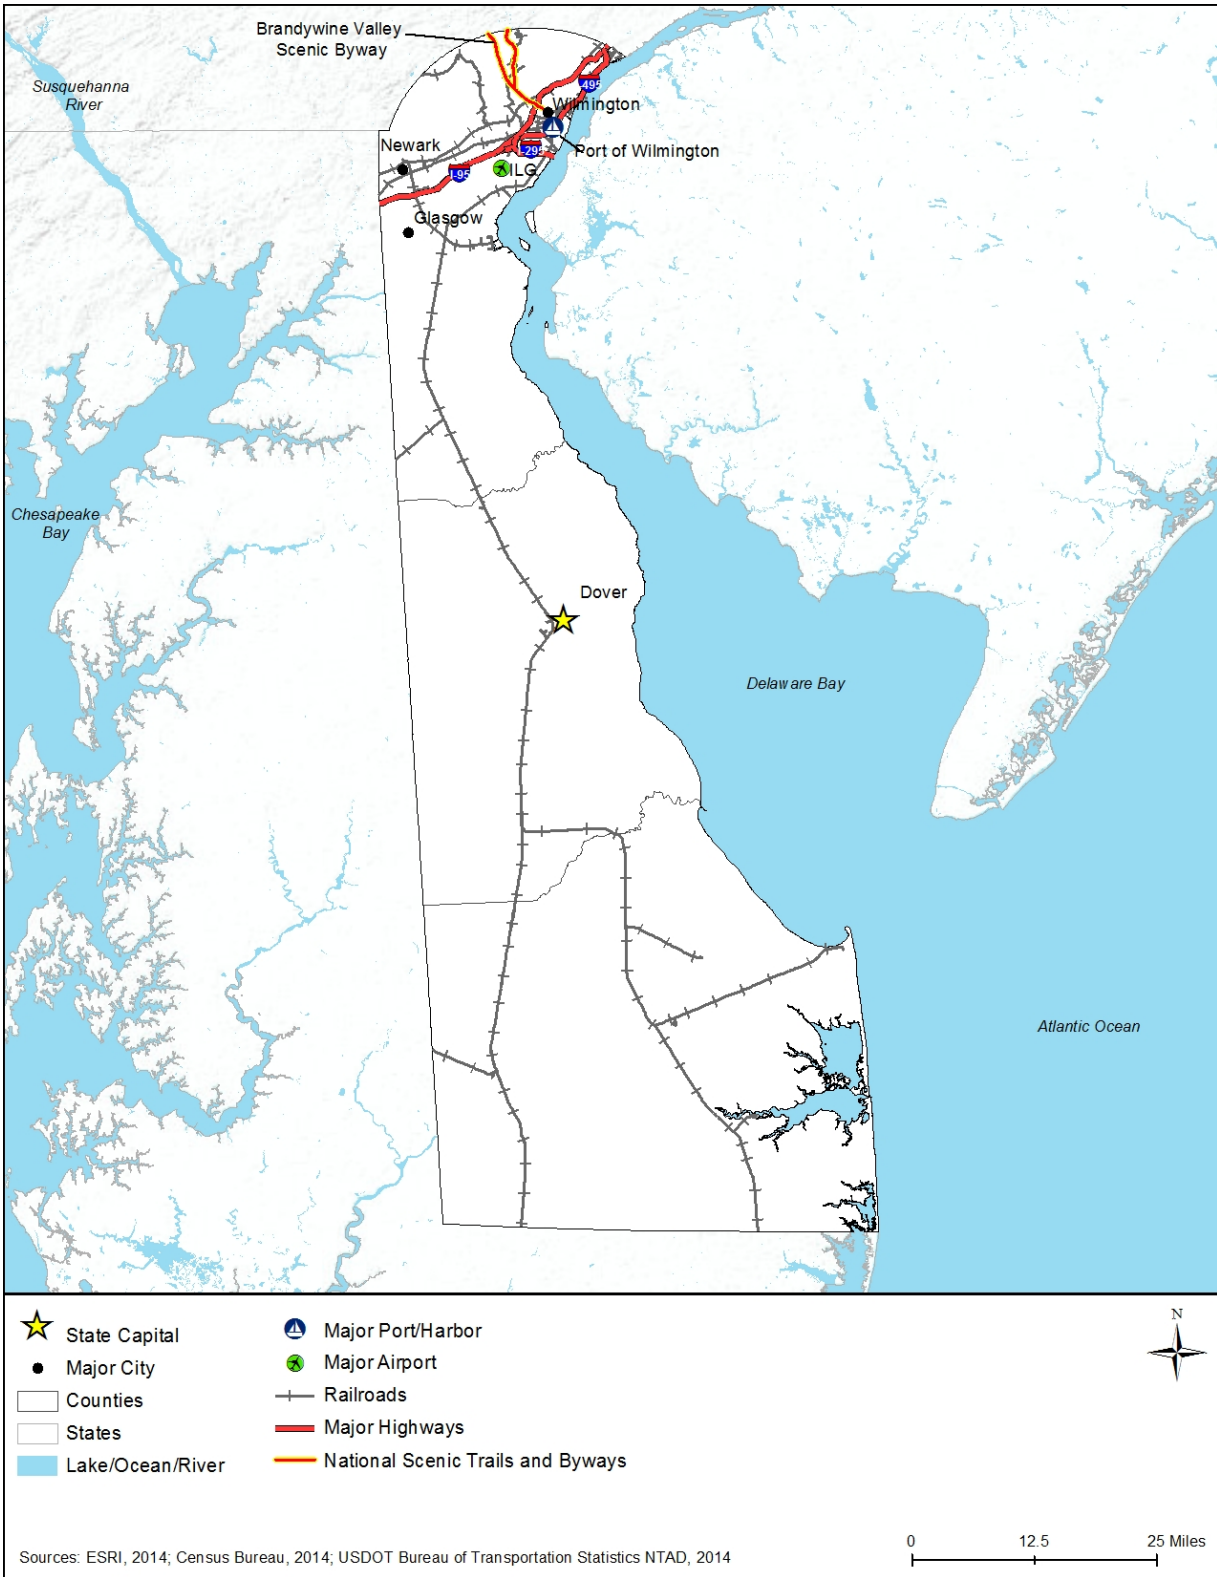 Brandywine Valley
Scenic Byway
Susquehanna
River
I-495
Wilmington
Newark
I-295
Port of Wilmington
I-95
ILG
Glasgow
Chesapeake
Bay
Dover
Delaware Bay
Atlantic Ocean
State Capital
Major City
Counties
States
Lake/Ocean/River
Major Port/Harbor
Major Airport
Railroads
Major Highways
National Scenic Trails and Byways
N
0 12.5 25 Miles
Sources: ESRI, 2014; Census Bureau, 2014; USDOT Bureau of Transportation Statistics NTAD, 2014